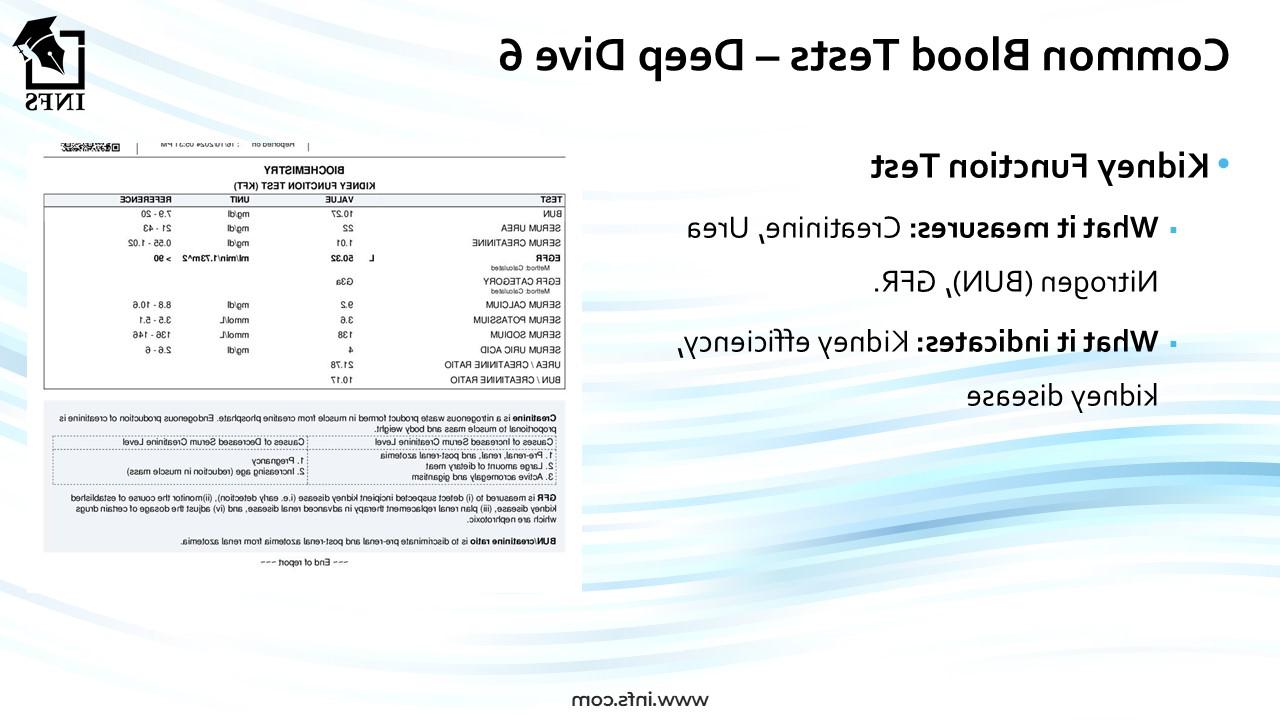 Common Blood Tests – Deep Dive 6
INFS
• Kidney Function Test
▪ What it measures: Creatinine, Urea
Nitrogen (BUN), GFR.
▪ What it indicates: Kidney efficiency,
kidney disease
Reported on : 16/10/2024 05:31 PM
BIOCHEMISTRY
KIDNEY FUNCTION TEST (KFT)
TEST VALUE UNIT REFERENCE
BUN 10.27 mg/dl 7.9 - 20
SERUM UREA 22 mg/dl 21 - 43
SERUM CREATININE 1.01 mg/dl 0.55 - 1.02
EGFR L 50.32 ml/min/1.73m^2 > 90
Method: Calculated
EGFR CATEGORY G3a
Method: Calculated
SERUM CALCIUM 9.2 mg/dl 8.8 - 10.6
SERUM POTASSIUM 3.6 mmol/L 3.5 - 5.1
SERUM SODIUM 138 mmol/L 136 - 146
SERUM URIC ACID 4 mg/dl 2.6 - 6
UREA / CREATININE RATIO 21.78
BUN / CREATININE RATIO 10.17
Creatinine is a nitrogenous waste product formed in muscle from creatine phosphate. Endogenous production of creatinine is
proportional to muscle mass and body weight.
Causes of Increased Serum Creatinine Level Causes of Decreased Serum Creatinine Level
1. Pre-renal, renal, and post-renal azotemia
2. Large amount of dietary meat
3. Active acromegaly and gigantism
1. Pregnancy
2. Increasing age (reduction in muscle mass)
GFR is measured to (i) detect suspected incipient kidney disease (i.e. early detection), (ii)monitor the course of established
kidney disease, (iii) plan renal replacement therapy in advanced renal disease, and (iv) adjust the dosage of certain drugs
which are nephrotoxic.
BUN/creatinine ratio is to discriminate pre-renal and post-renal azotemia from renal azotemia.
~~~ End of report ~~~
www.infs.com